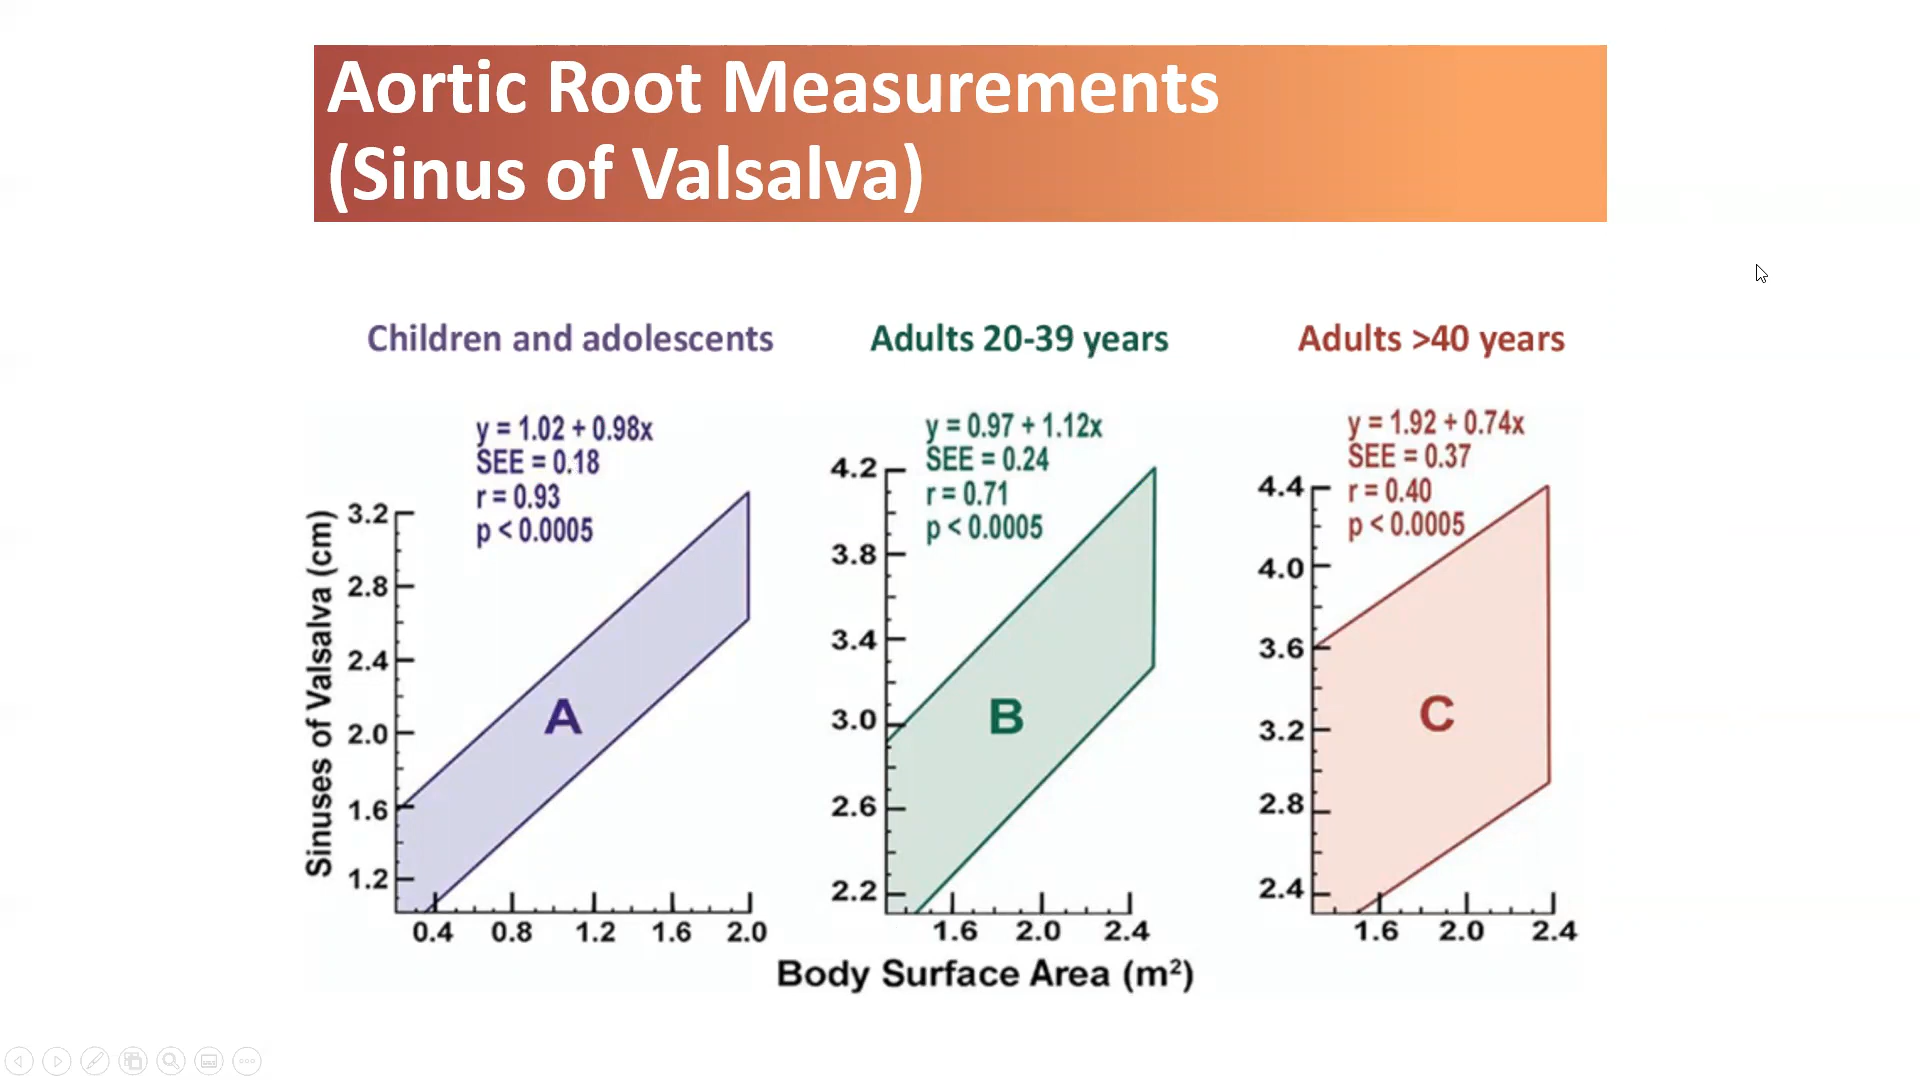 Aortic Root Measurements
(Sinus of Valsalva)
Children and adolescents
Adults 20-39 years
Adults >40 years
y = 1.02 + 0.98x
SEE = 0.18
r = 0.93
p < 0.0005
Sinuses of Valsalva (cm)
3.2
2.8
2.4
2.0
1.6
1.2
A
0.4 0.8 1.2 1.6 2.0
y = 0.97 + 1.12x
SEE = 0.24
r = 0.71
p < 0.0005
4.2
3.8
3.4
3.0
2.6
2.2
B
1.6 2.0 2.4
y = 1.92 + 0.74x
SEE = 0.37
r = 0.40
p < 0.0005
4.4
4.0
3.6
3.2
2.8
2.4
C
1.6 2.0 2.4
Body Surface Area (m²)